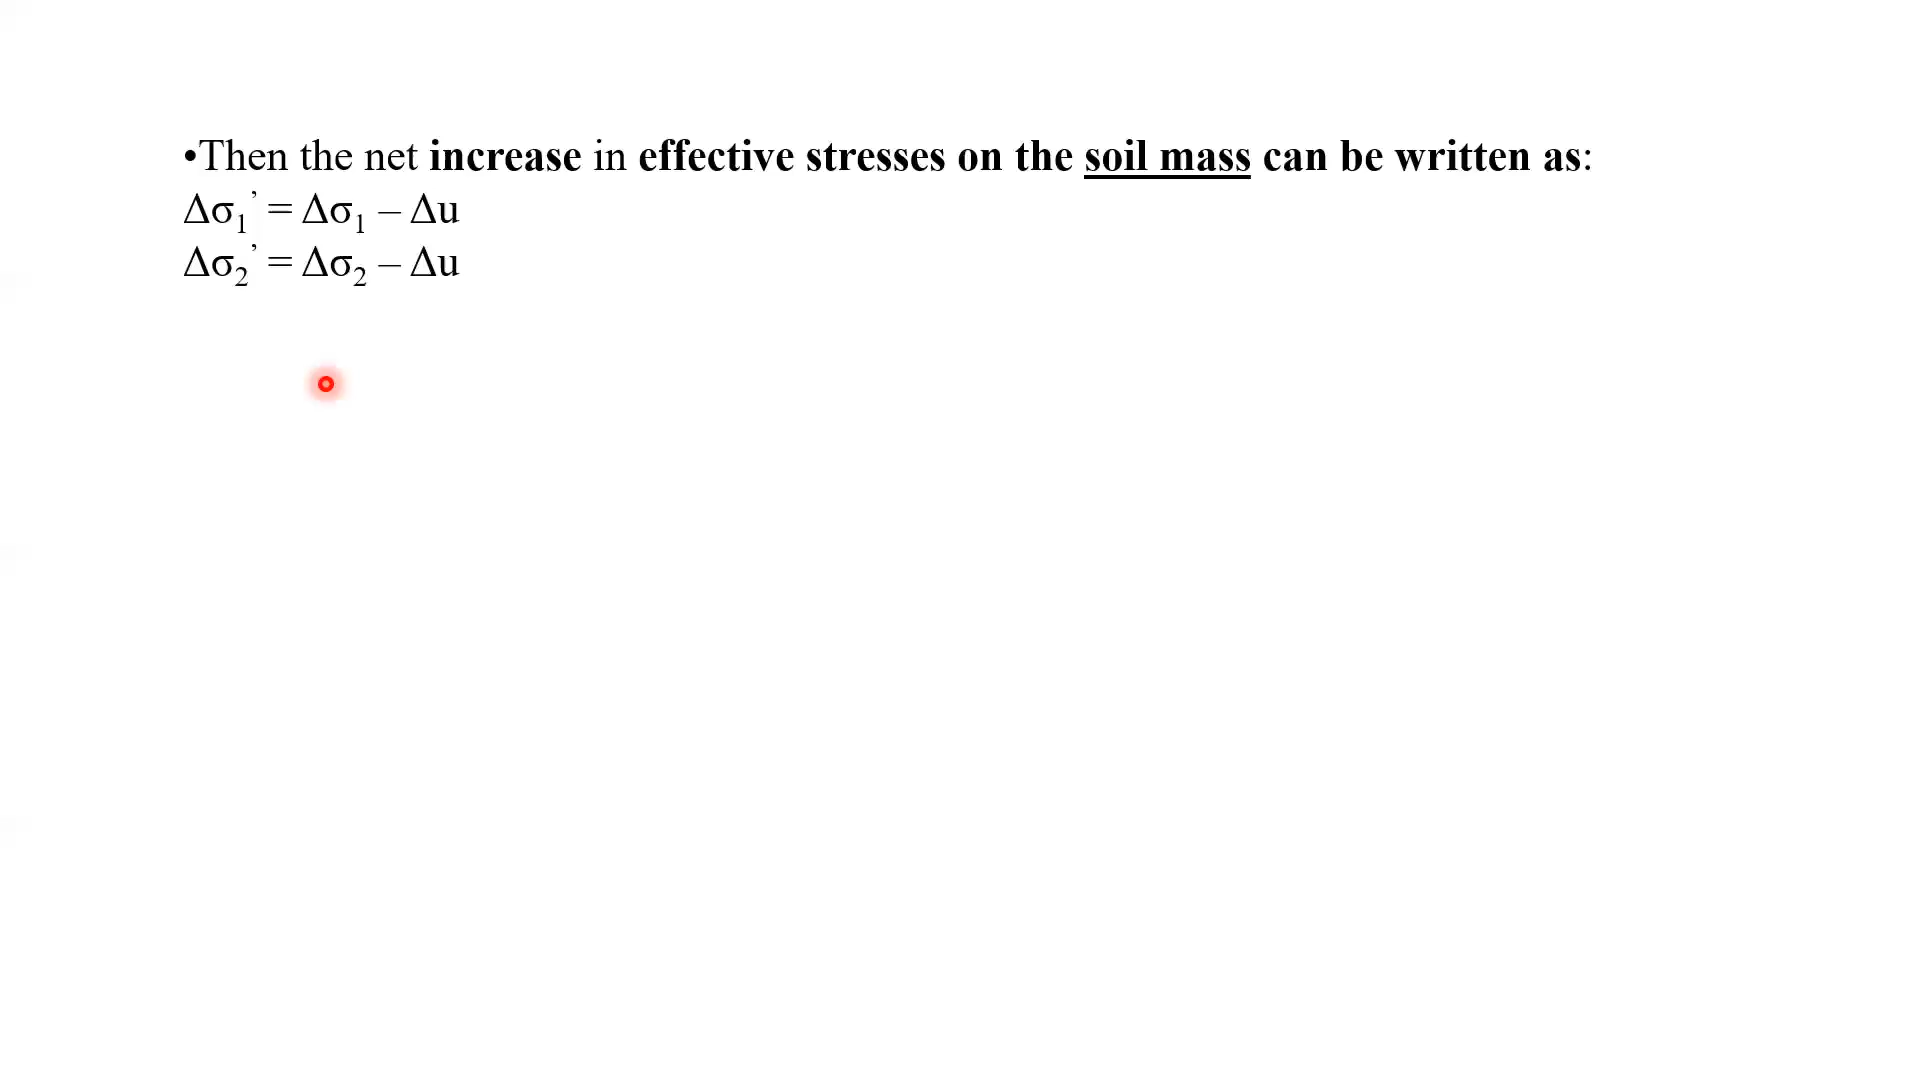 •Then the net increase in effective stresses on the soil mass can be written as:
Δσ₁’ = Δσ₁ – Δu
Δσ₂’ = Δσ₂ – Δu